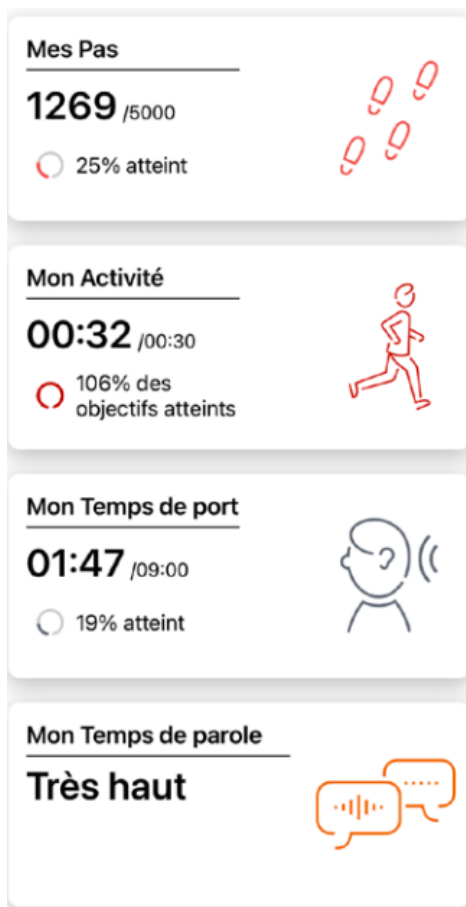 Mes Pas
1269 /5000
25% atteint
Mon Activité
00:32 /00:30
106% des
objectifs atteints
Mon Temps de port
01:47 /09:00
19% atteint
Mon Temps de parole
Très haut